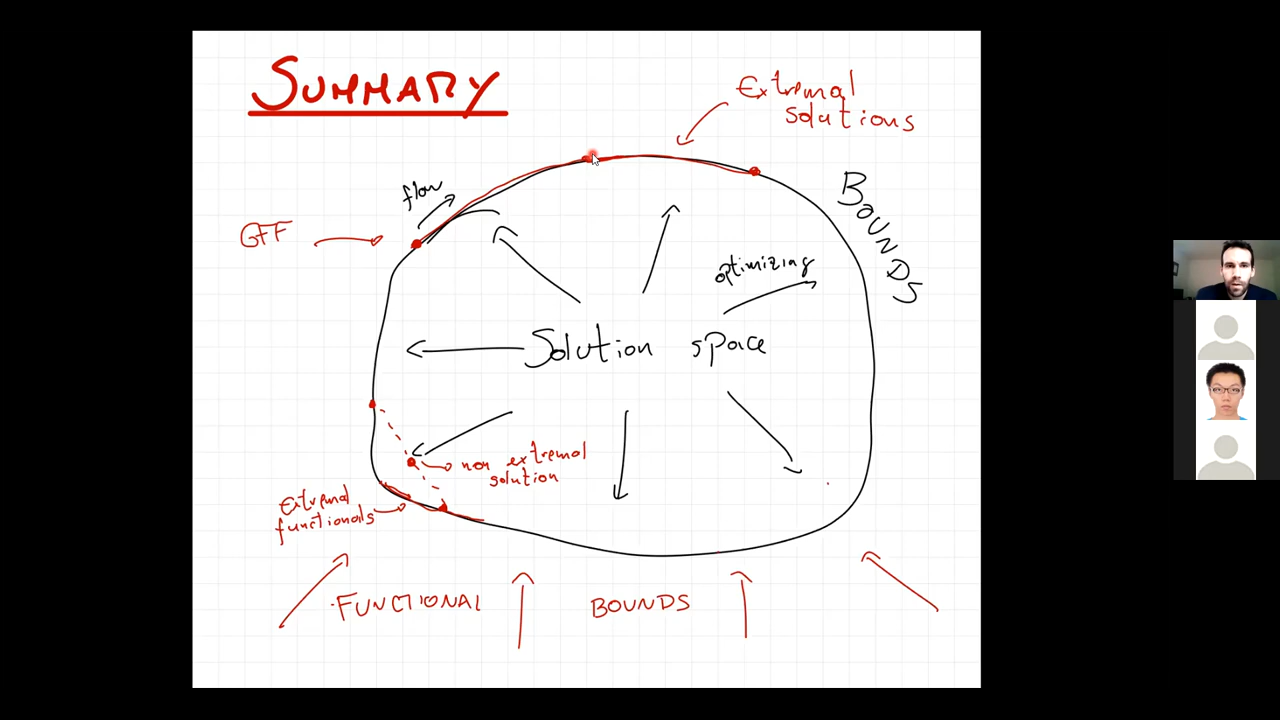 SUMMARY
Extremal
solutions
flow
BOUNDS
GFF
optimizing
Solution space
non extremal
solution
Extremal
functionals
FUNCTIONAL BOUNDS